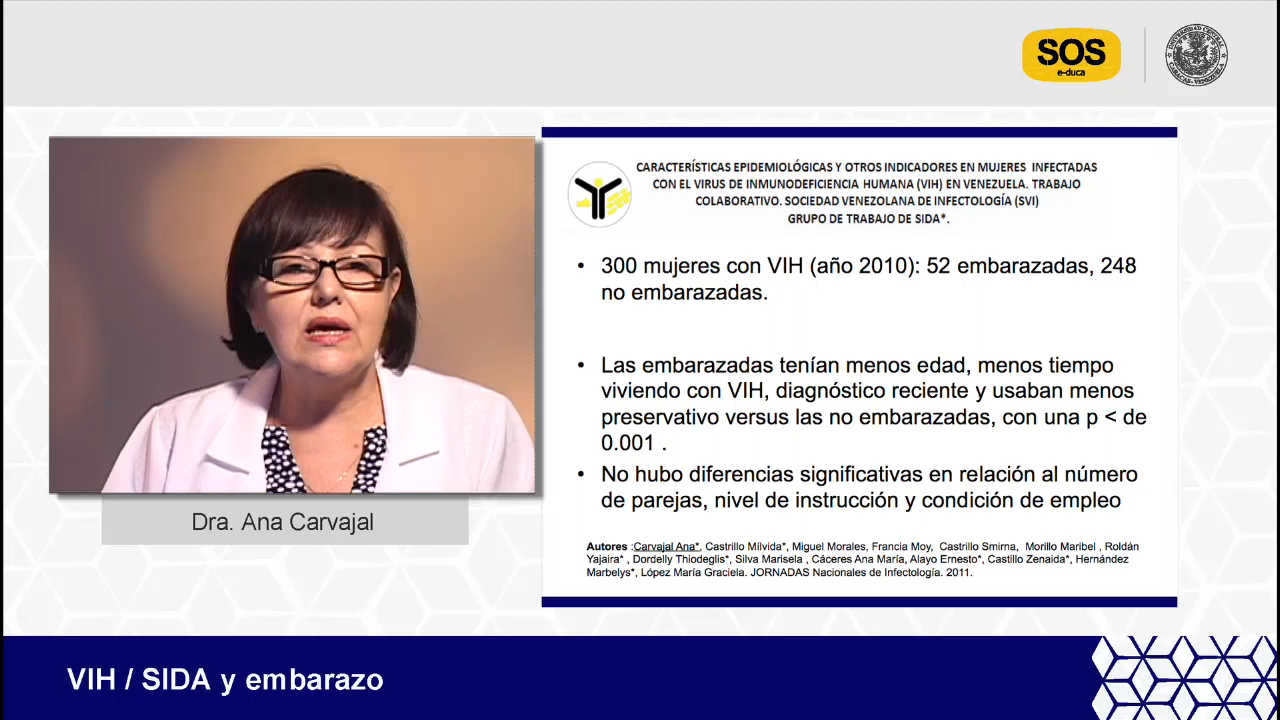 SOS
e-duca
UNIVERSIDAD CENTRAL
CARACAS-VENEZUELA
CARACTERÍSTICAS EPIDEMIOLÓGICAS Y OTROS INDICADORES EN MUJERES INFECTADAS
CON EL VIRUS DE INMUNODEFICIENCIA HUMANA (VIH) EN VENEZUELA. TRABAJO
COLABORATIVO. SOCIEDAD VENEZOLANA DE INFECTOLOGÍA (SVI)
GRUPO DE TRABAJO DE SIDA*.
• 300 mujeres con VIH (año 2010): 52 embarazadas, 248
no embarazadas.
• Las embarazadas tenían menos edad, menos tiempo
viviendo con VIH, diagnóstico reciente y usaban menos
preservativo versus las no embarazadas, con una p < de
0.001 .
• No hubo diferencias significativas en relación al número
de parejas, nivel de instrucción y condición de empleo
Autores :Carvajal Ana*, Castrillo Mílvida*, Miguel Morales, Francia Moy, Castrillo Smirna, Morillo Maribel , Roldán
Yajaira* , Dordelly Thiodeglis*, Silva Marisela , Cáceres Ana María, Alayo Ernesto*, Castillo Zenaida*, Hernández
Marbelys*, López María Graciela. JORNADAS Nacionales de Infectología. 2011.
Dra. Ana Carvajal
VIH / SIDA y embarazo